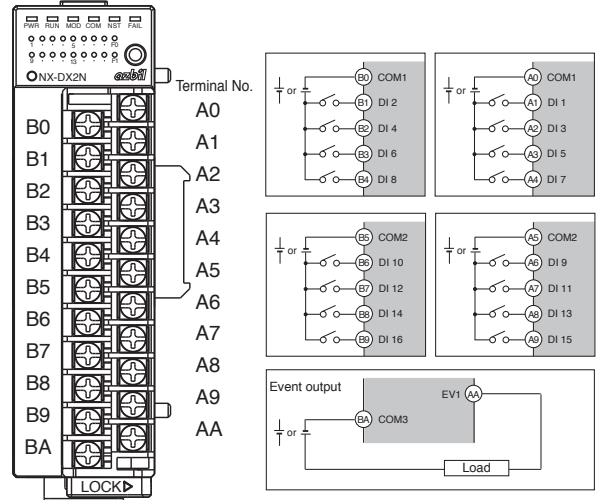 PWR RUN MOD COM NST FAIL
1 · · · 5 · · · F0
9 · · · 13 · · · F1
NX-DX2N azbil
Terminal No.
B0
B1
B2
B3
B4
B5
B6
B7
B8
B9
BA
A0
A1
A2
A3
A4
A5
A6
A7
A8
A9
AA
LOCK
or
B0 COM1
B1 DI 2
B2 DI 4
B3 DI 6
B4 DI 8
or
A0 COM1
A1 DI 1
A2 DI 3
A3 DI 5
A4 DI 7
or
B5 COM2
B6 DI 10
B7 DI 12
B8 DI 14
B9 DI 16
or
A5 COM2
A6 DI 9
A7 DI 11
A8 DI 13
A9 DI 15
Event output
EV1 AA
BA COM3
or
Load